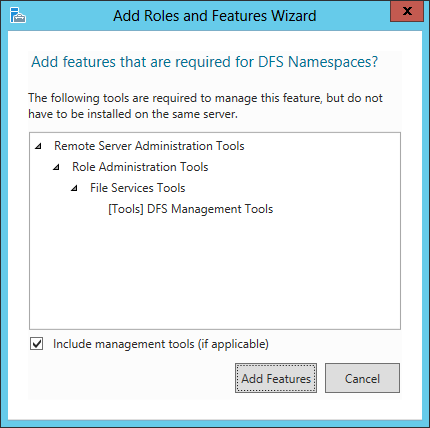 Add Roles and Features Wizard
x
Add features that are required for DFS Namespaces?
The following tools are required to manage this feature, but do not
have to be installed on the same server.
Remote Server Administration Tools
Role Administration Tools
File Services Tools
[Tools] DFS Management Tools
Include management tools (if applicable)
Add Features
Cancel